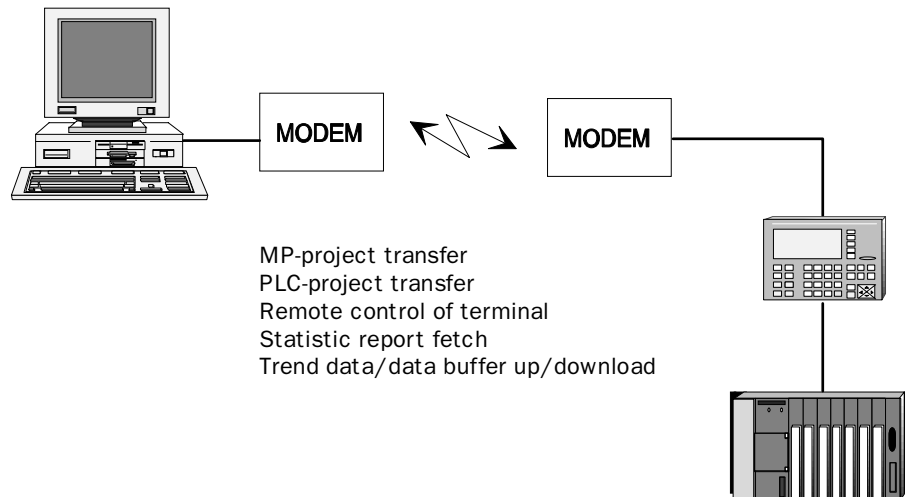 MODEM
MODEM
MP-project transfer
PLC-project transfer
Remote control of terminal
Statistic report fetch
Trend data/data buffer up/download